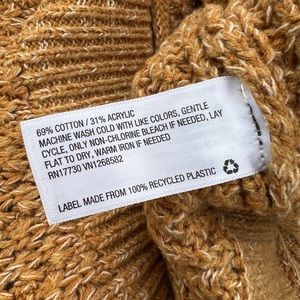 69% COTTON / 31% ACRYLIC
MACHINE WASH COLD WITH LIKE COLORS, GENTLE
CYCLE, ONLY NON-CHLORINE BLEACH IF NEEDED, LAY
FLAT TO DRY, WARM IRON IF NEEDED
RN17730 VN1268582
LABEL MADE FROM 100% RECYCLED PLASTIC